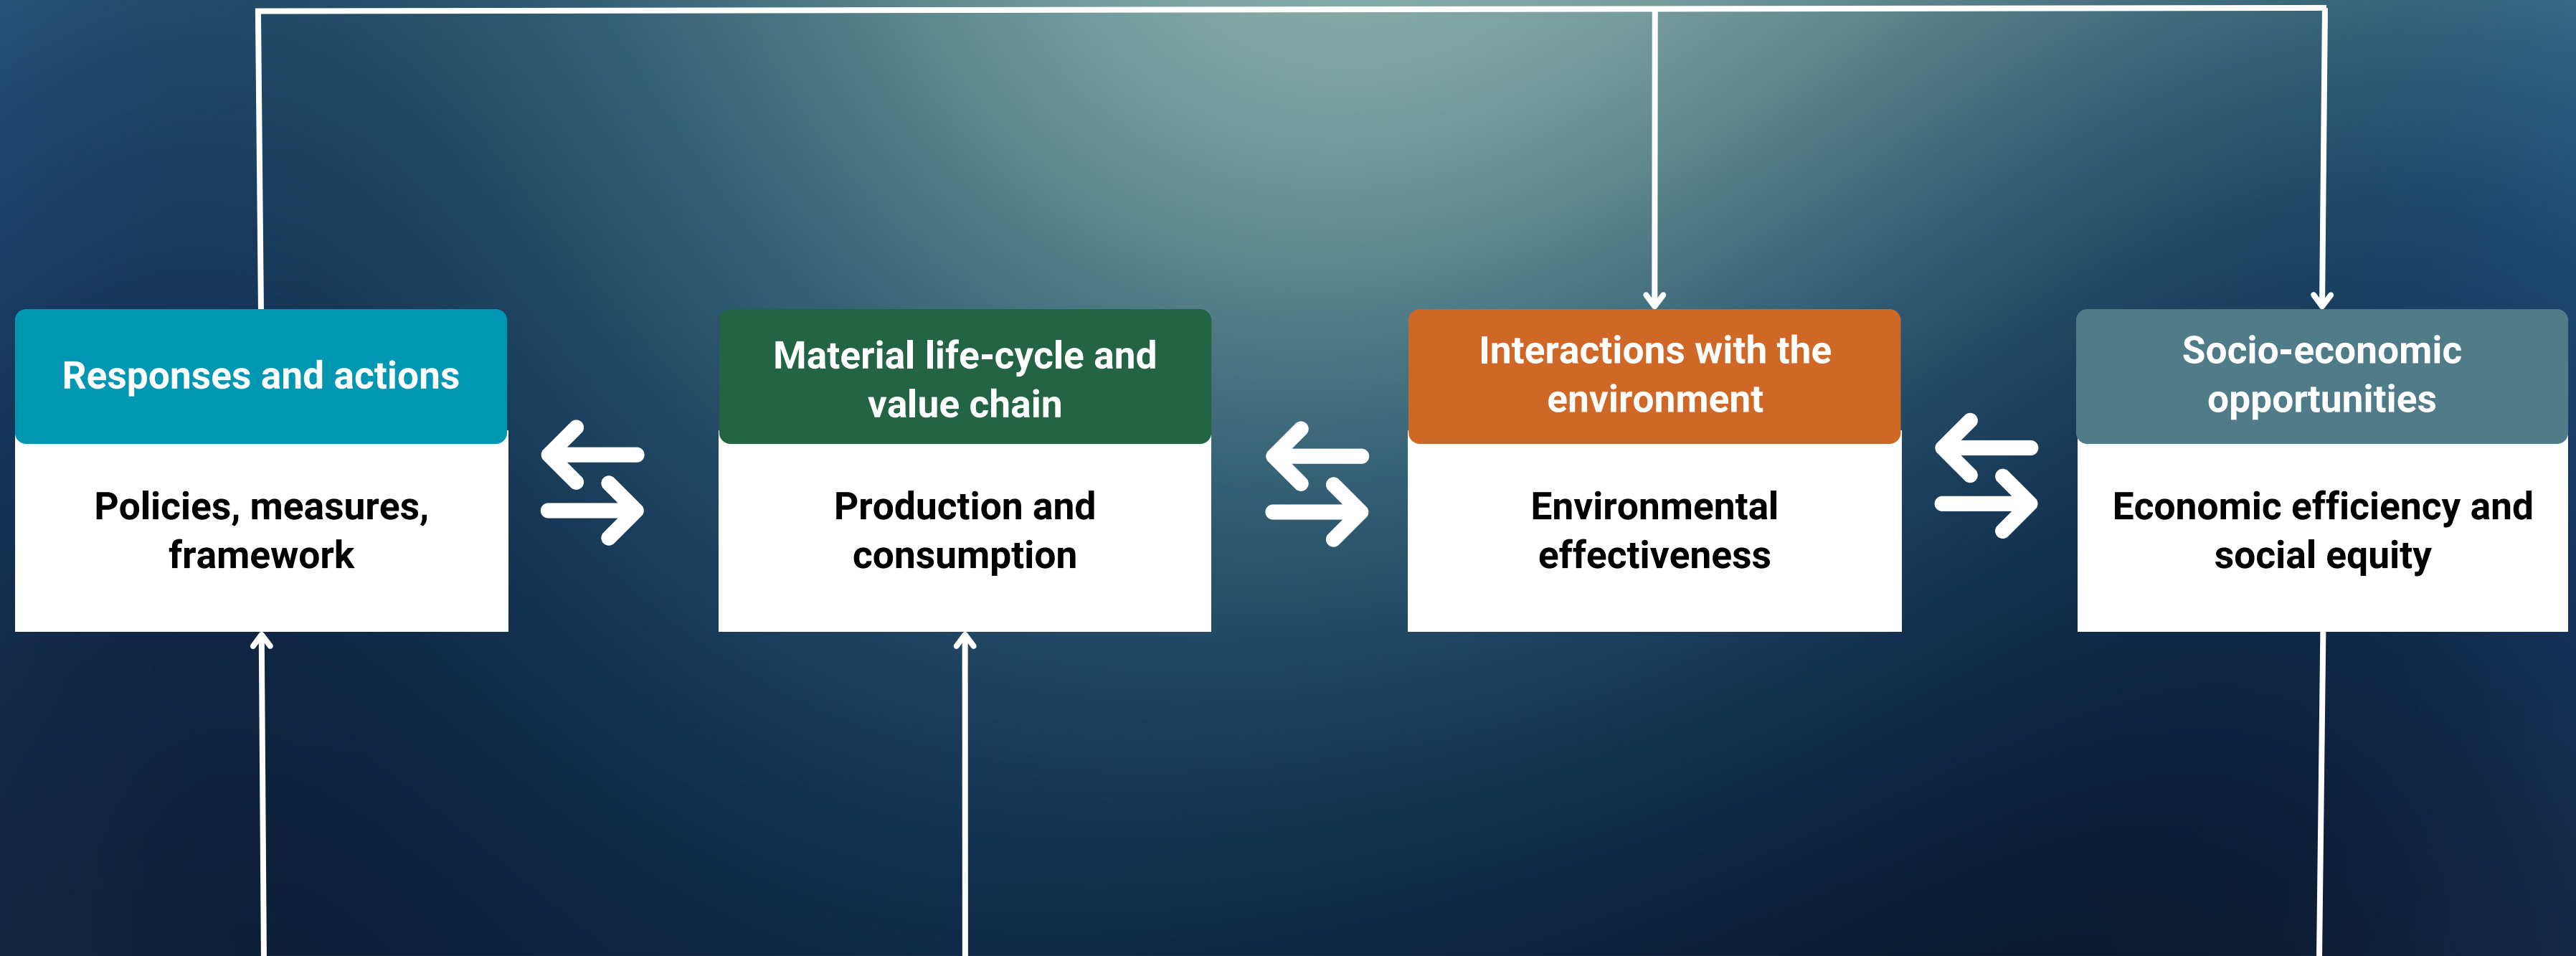 Responses and actions
Policies, measures,
framework
Material life-cycle and
value chain
Production and
consumption
Interactions with the
environment
Environmental
effectiveness
Socio-economic
opportunities
Economic efficiency and
social equity